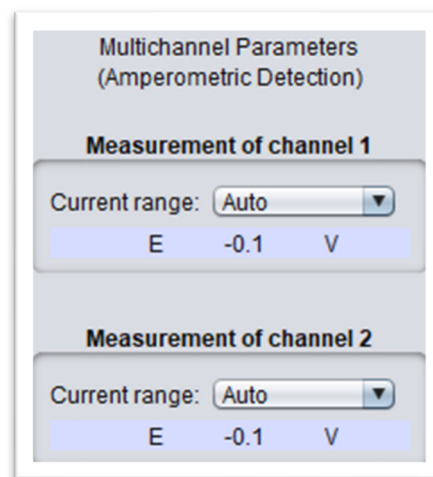 Multichannel Parameters
(Amperometric Detection)
Measurement of channel 1
Current range: Auto
E -0.1 V
Measurement of channel 2
Current range: Auto
E -0.1 V